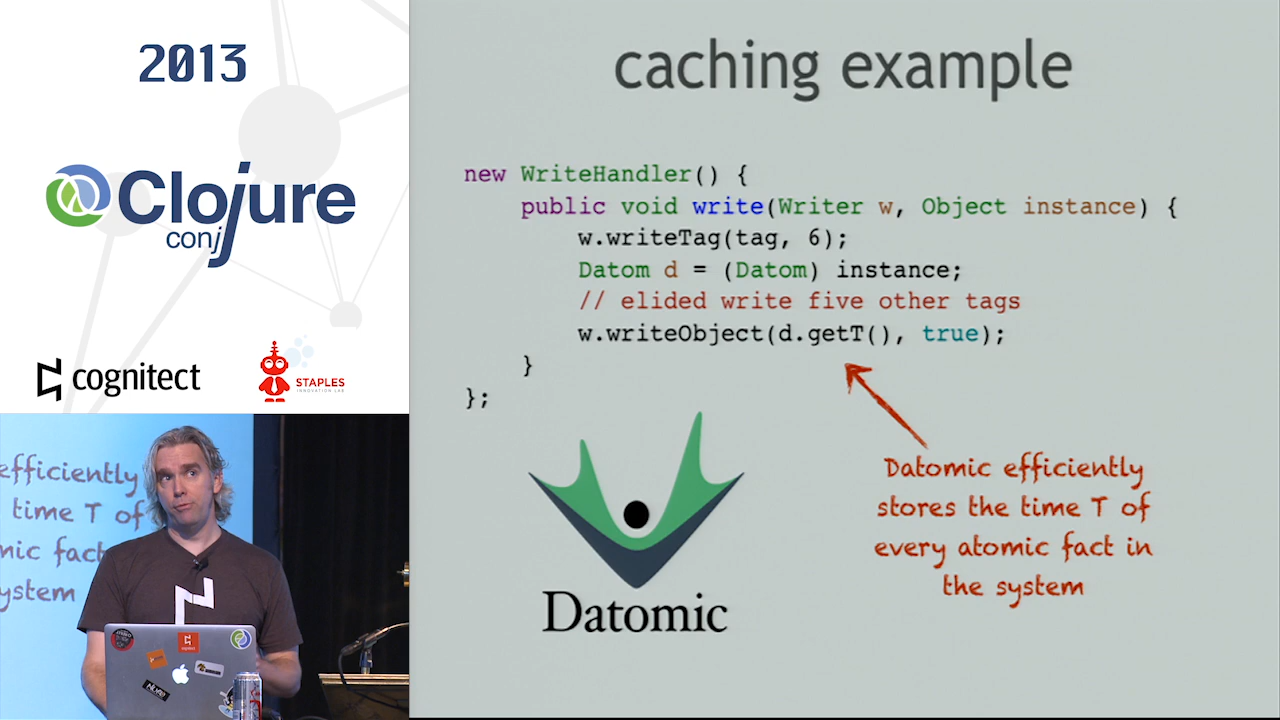 2013
Clojure
conj
cognitect
STAPLES
INNOVATION LAB
caching example
new WriteHandler() {
public void write(Writer w, Object instance) {
w.writeTag(tag, 6);
Datom d = (Datom) instance;
// elided write five other tags
w.writeObject(d.getT(), true);
}
};
Datomic efficiently
stores the time T of
every atomic fact in
the system
Datomic
efficiently
time T of
mic fact
ystem